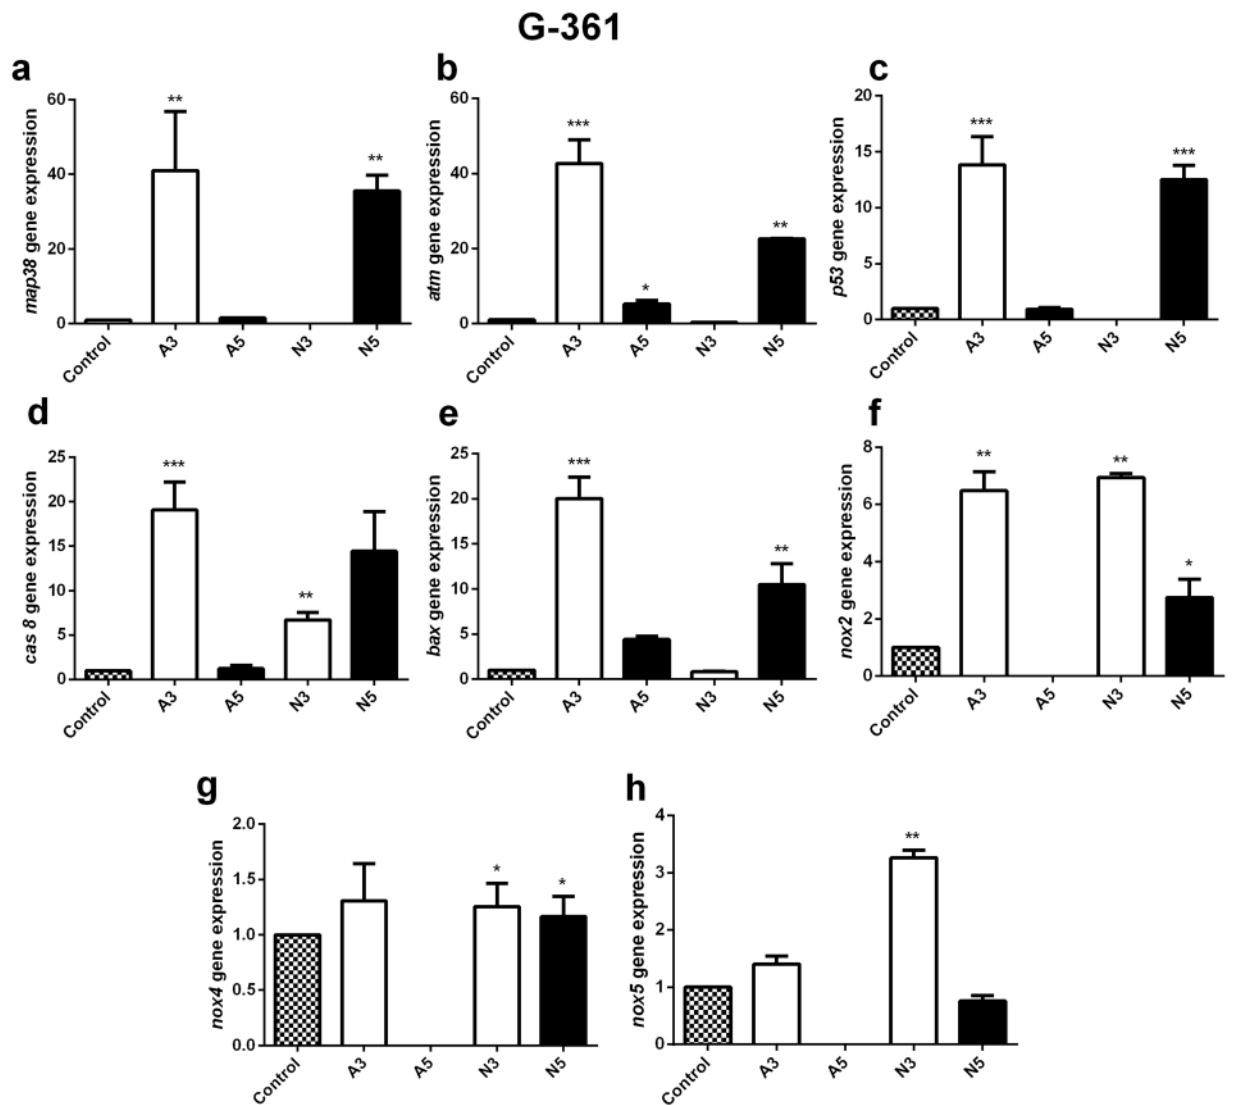 G-361
a
map38 gene expression
60
40
20
0
**
**
Control A3 A5 N3 N5
b
atm gene expression
60
40
20
0
***
*
**
Control A3 A5 N3 N5
c
p53 gene expression
20
15
10
5
0
***
***
Control A3 A5 N3 N5
d
cas 8 gene expression
25
20
15
10
5
0
***
**
Control A3 A5 N3 N5
e
bax gene expression
25
20
15
10
5
0
***
**
Control A3 A5 N3 N5
f
nox2 gene expression
8
6
4
2
0
**
**
*
Control A3 A5 N3 N5
g
nox4 gene expression
2.0
1.5
1.0
0.5
0.0
*
*
Control A3 A5 N3 N5
h
nox5 gene expression
4
3
2
1
0
**
Control A3 A5 N3 N5